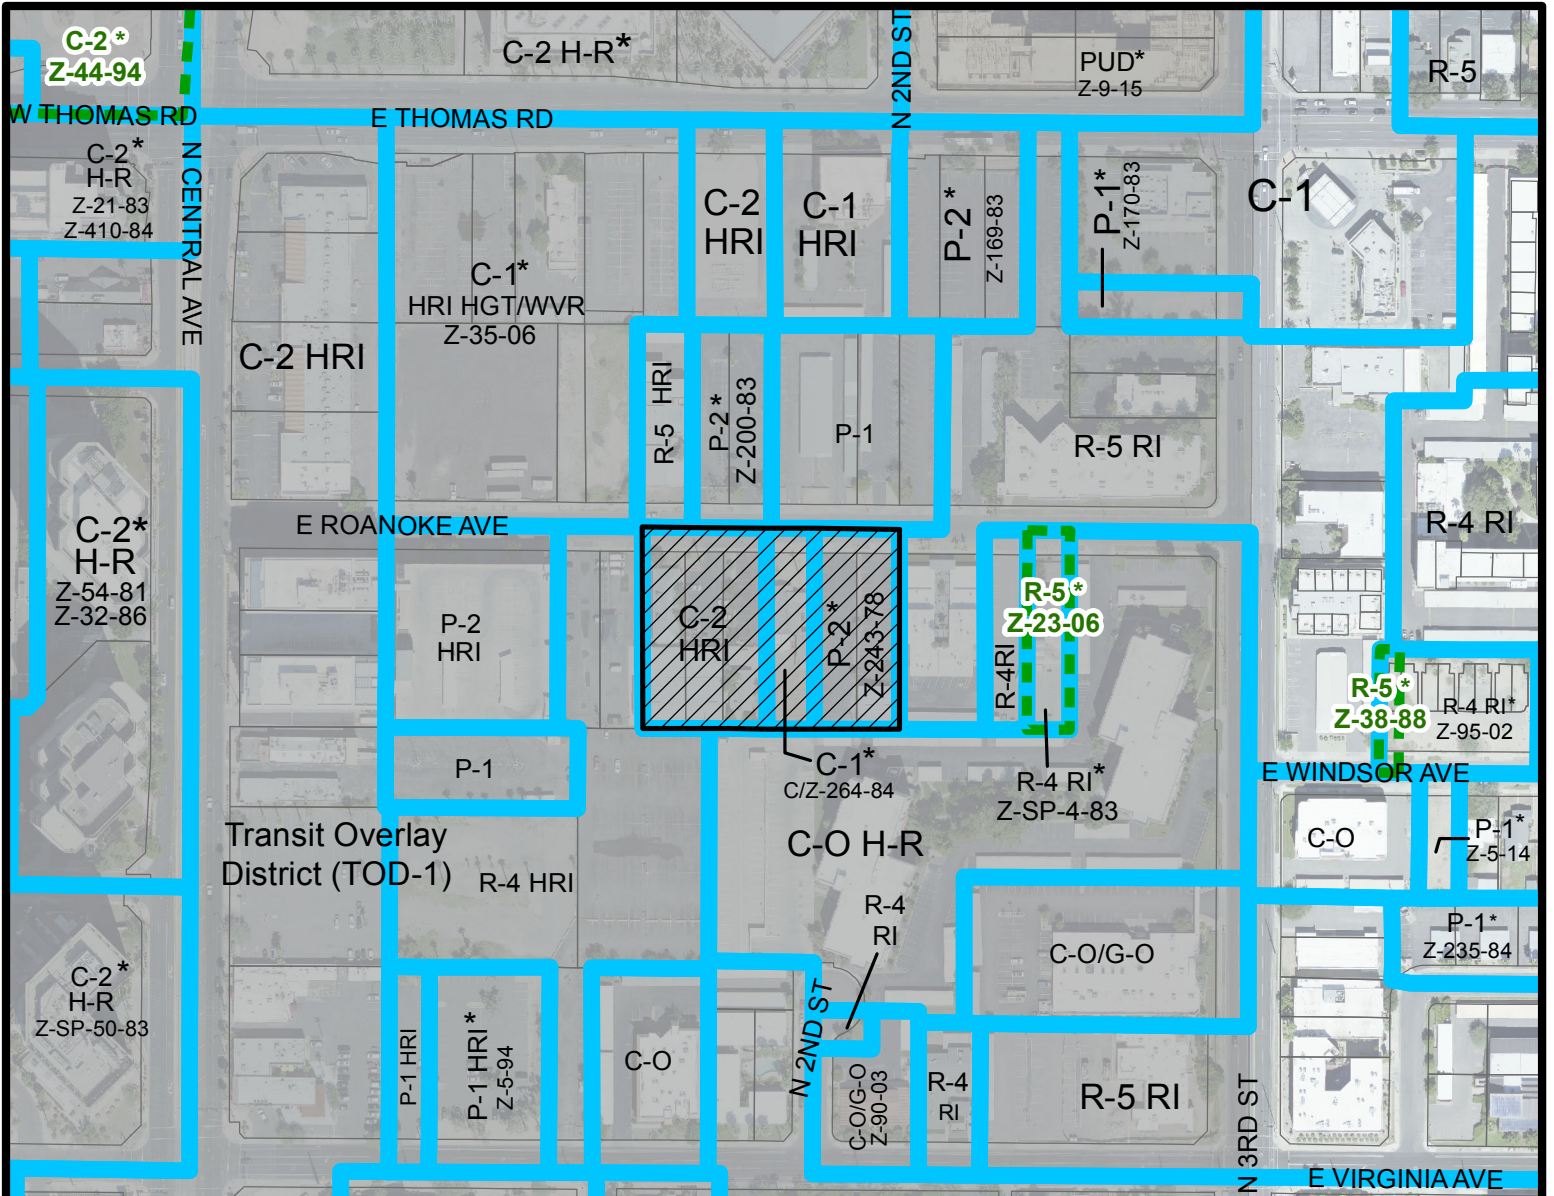 C-2 *
Z-44-94
C-2 H-R*
N 2ND ST
PUD*
Z-9-15
R-5
W THOMAS RD
E THOMAS RD
C-2*
H-R
Z-21-83
Z-410-84
N CENTRAL AVE
C-2
HRI
C-1
HRI
P-2*
Z-169-83
P-1*
Z-170-83
C-1
C-1*
HRI HGT/WVR
Z-35-06
C-2 HRI
R-5 HRI
P-2*
Z-200-83
P-1
R-5 RI
C-2*
H-R
Z-54-81
Z-32-86
E ROANOKE AVE
R-4 RI
P-2
HRI
C-2
HRI
P-2*
Z-243-78
R-4RI
R-5 *
Z-23-06
R-5 *
Z-38-88
R-4 RI*
Z-95-02
P-1
C-1*
C/Z-264-84
R-4 RI*
Z-SP-4-83
E WINDSOR AVE
Transit Overlay
District (TOD-1)
R-4 HRI
C-O H-R
C-O
P-1*
Z-5-14
R-4
RI
P-1*
Z-235-84
C-O/G-O
C-2*
H-R
Z-SP-50-83
P-1 HRI
P-1 HRI*
Z-5-94
C-O
N 2ND ST
C-O/G-O
Z-90-03
R-4
RI
R-5 RI
N 3RD ST
E VIRGINIA AVE